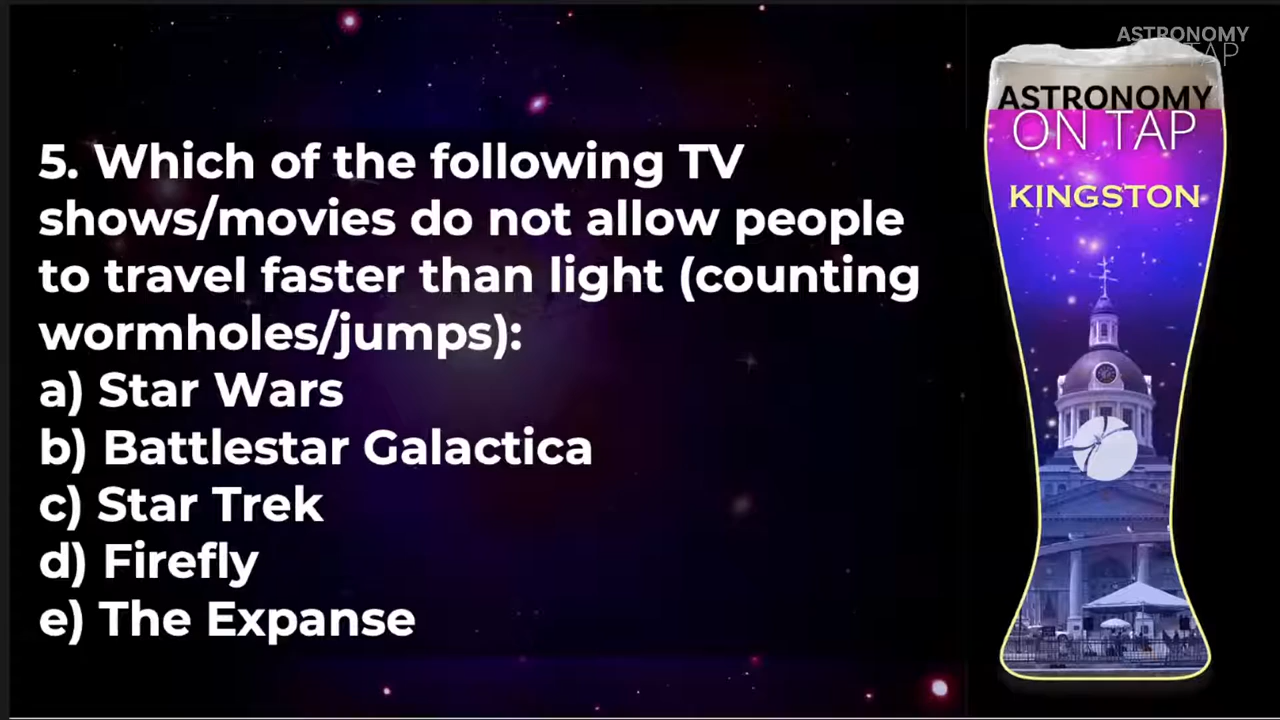 5. Which of the following TV
shows/movies do not allow people
to travel faster than light (counting
wormholes/jumps):
a) Star Wars
b) Battlestar Galactica
c) Star Trek
d) Firefly
e) The Expanse
ASTRONOMY
ON TAP
ASTRONOMY
ON TAP
KINGSTON